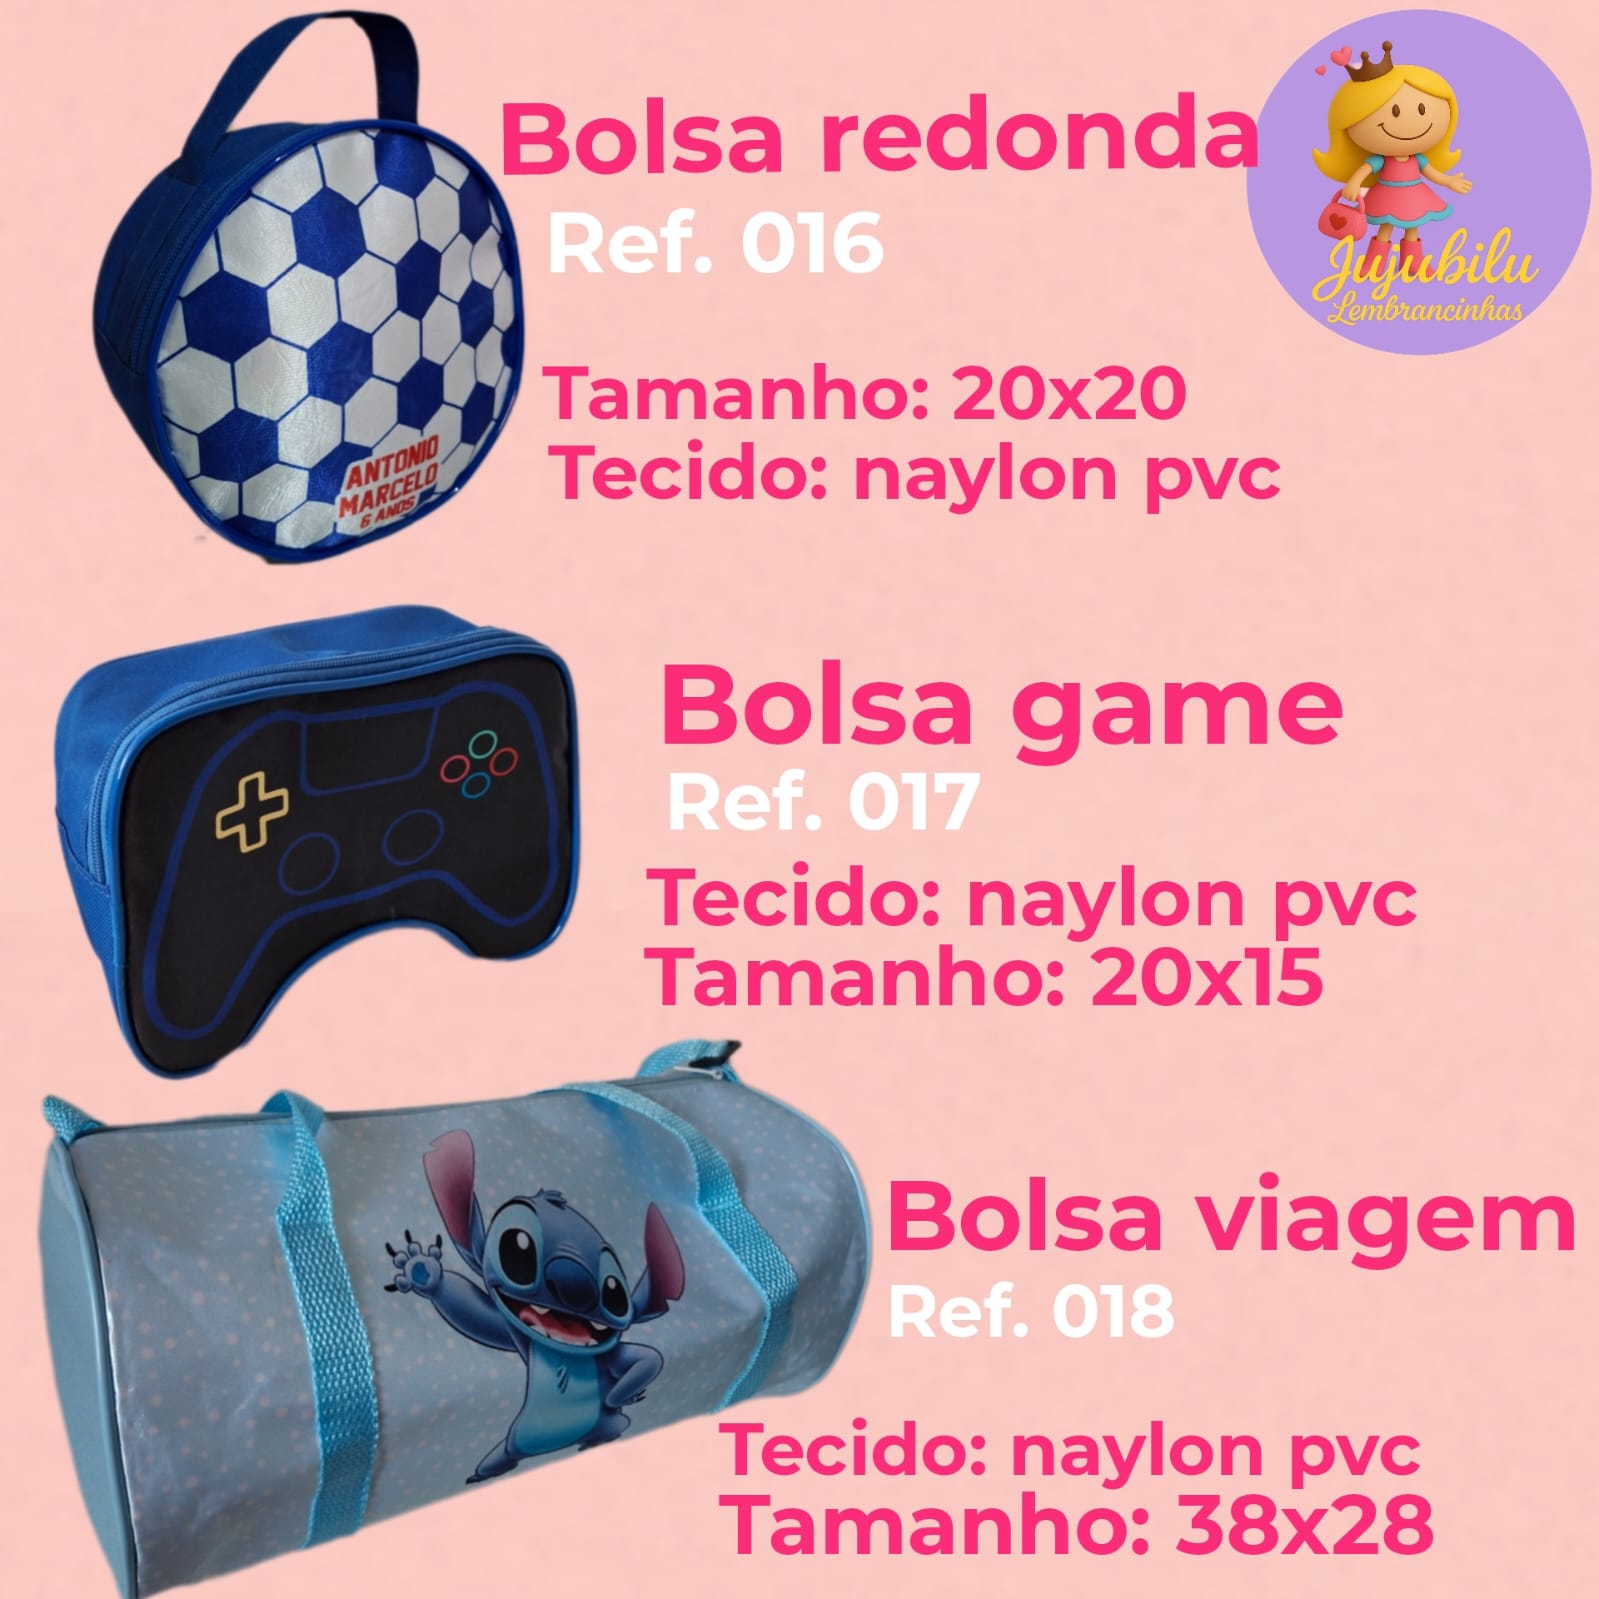 Bolsa redonda
Ref. 016
Jujubilu
Lembrancinhas
Tamanho: 20x20
Tecido: naylon pvc
ANTONIO
MARCELO
6 ANOS
Bolsa game
Ref. 017
Tecido: naylon pvc
Tamanho: 20x15
Bolsa viagem
Ref. 018
Tecido: naylon pvc
Tamanho: 38x28